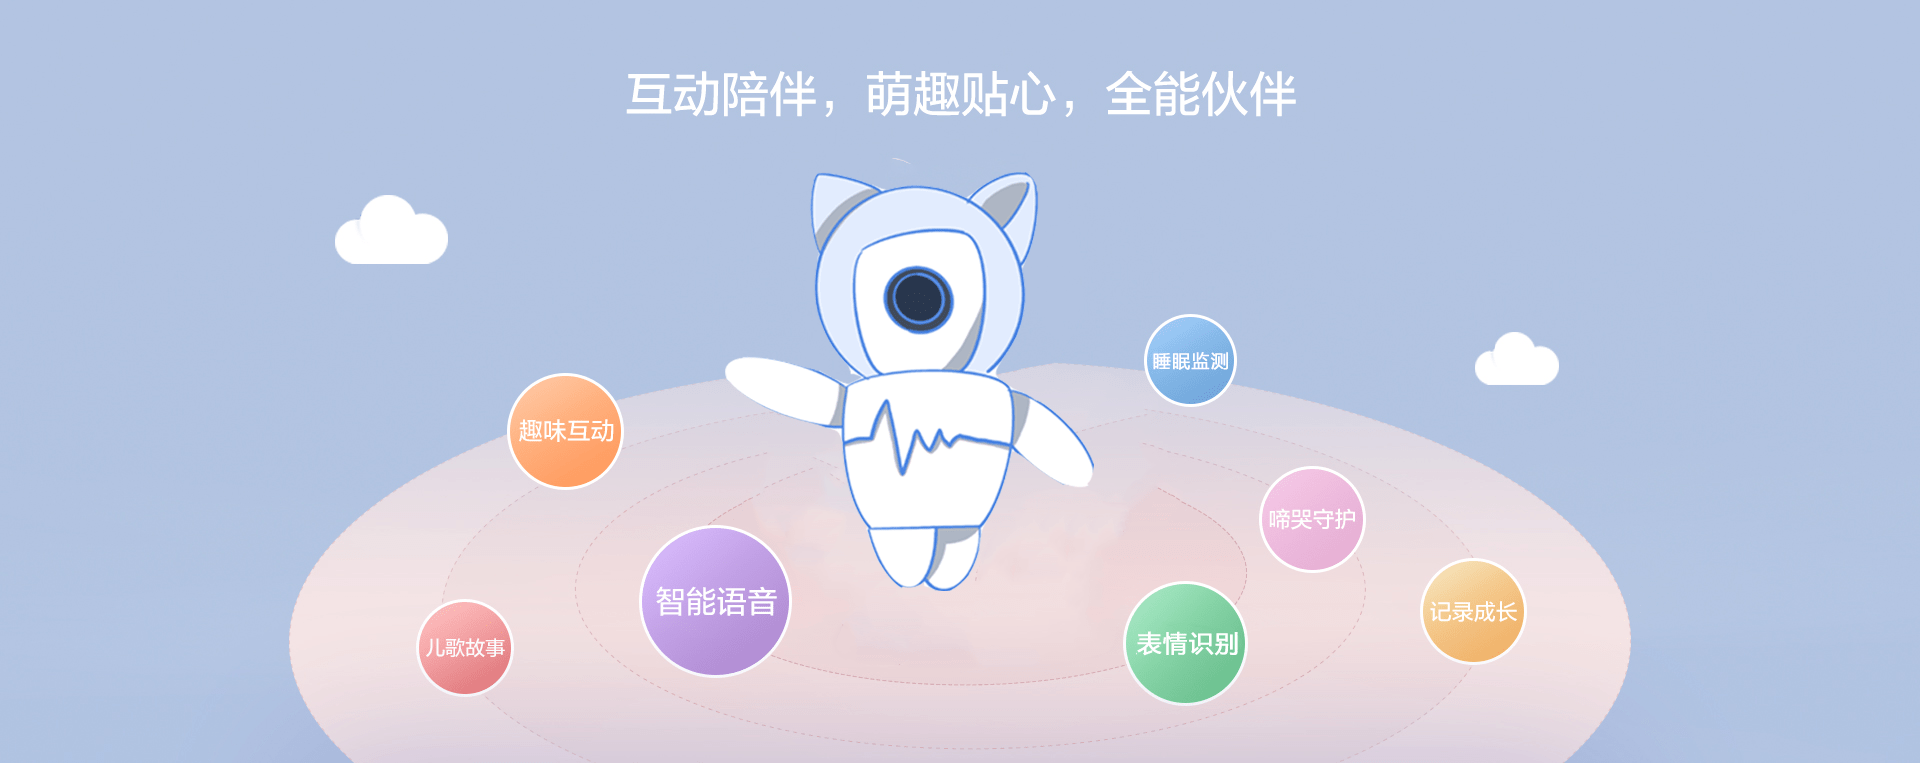 互动陪伴，萌趣贴心，全能伙伴
睡眠监测
趣味互动
啼哭守护
智能语音
记录成长
表情识别
儿歌故事